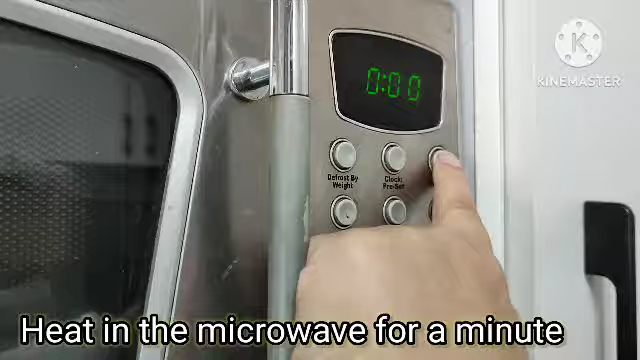 0:00
KINEMASTER
Defrost By
Weight
Clock:
Pre-Set
Heat in the microwave for a minute